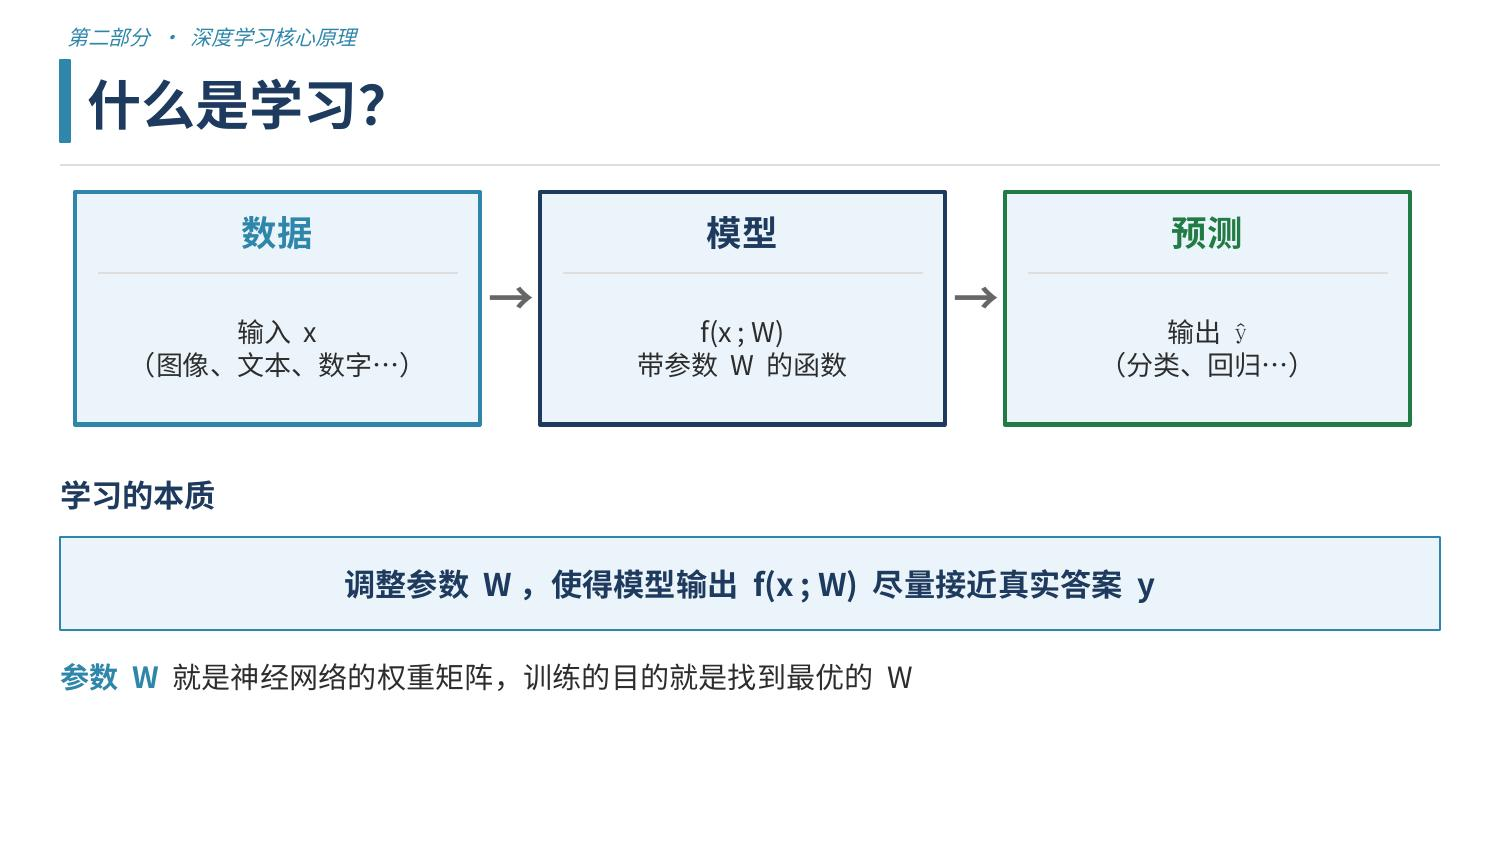 第二部分 · 深度学习核心原理
什么是学习？
数据
输入 x
（图像、文本、数字…）
→
模型
f(x ; W)
带参数 W 的函数
→
预测
输出 ŷ
（分类、回归…）
学习的本质
调整参数 W ，使得模型输出 f(x ; W) 尽量接近真实答案 y
参数 W 就是神经网络的权重矩阵，训练的目的就是找到最优的 W